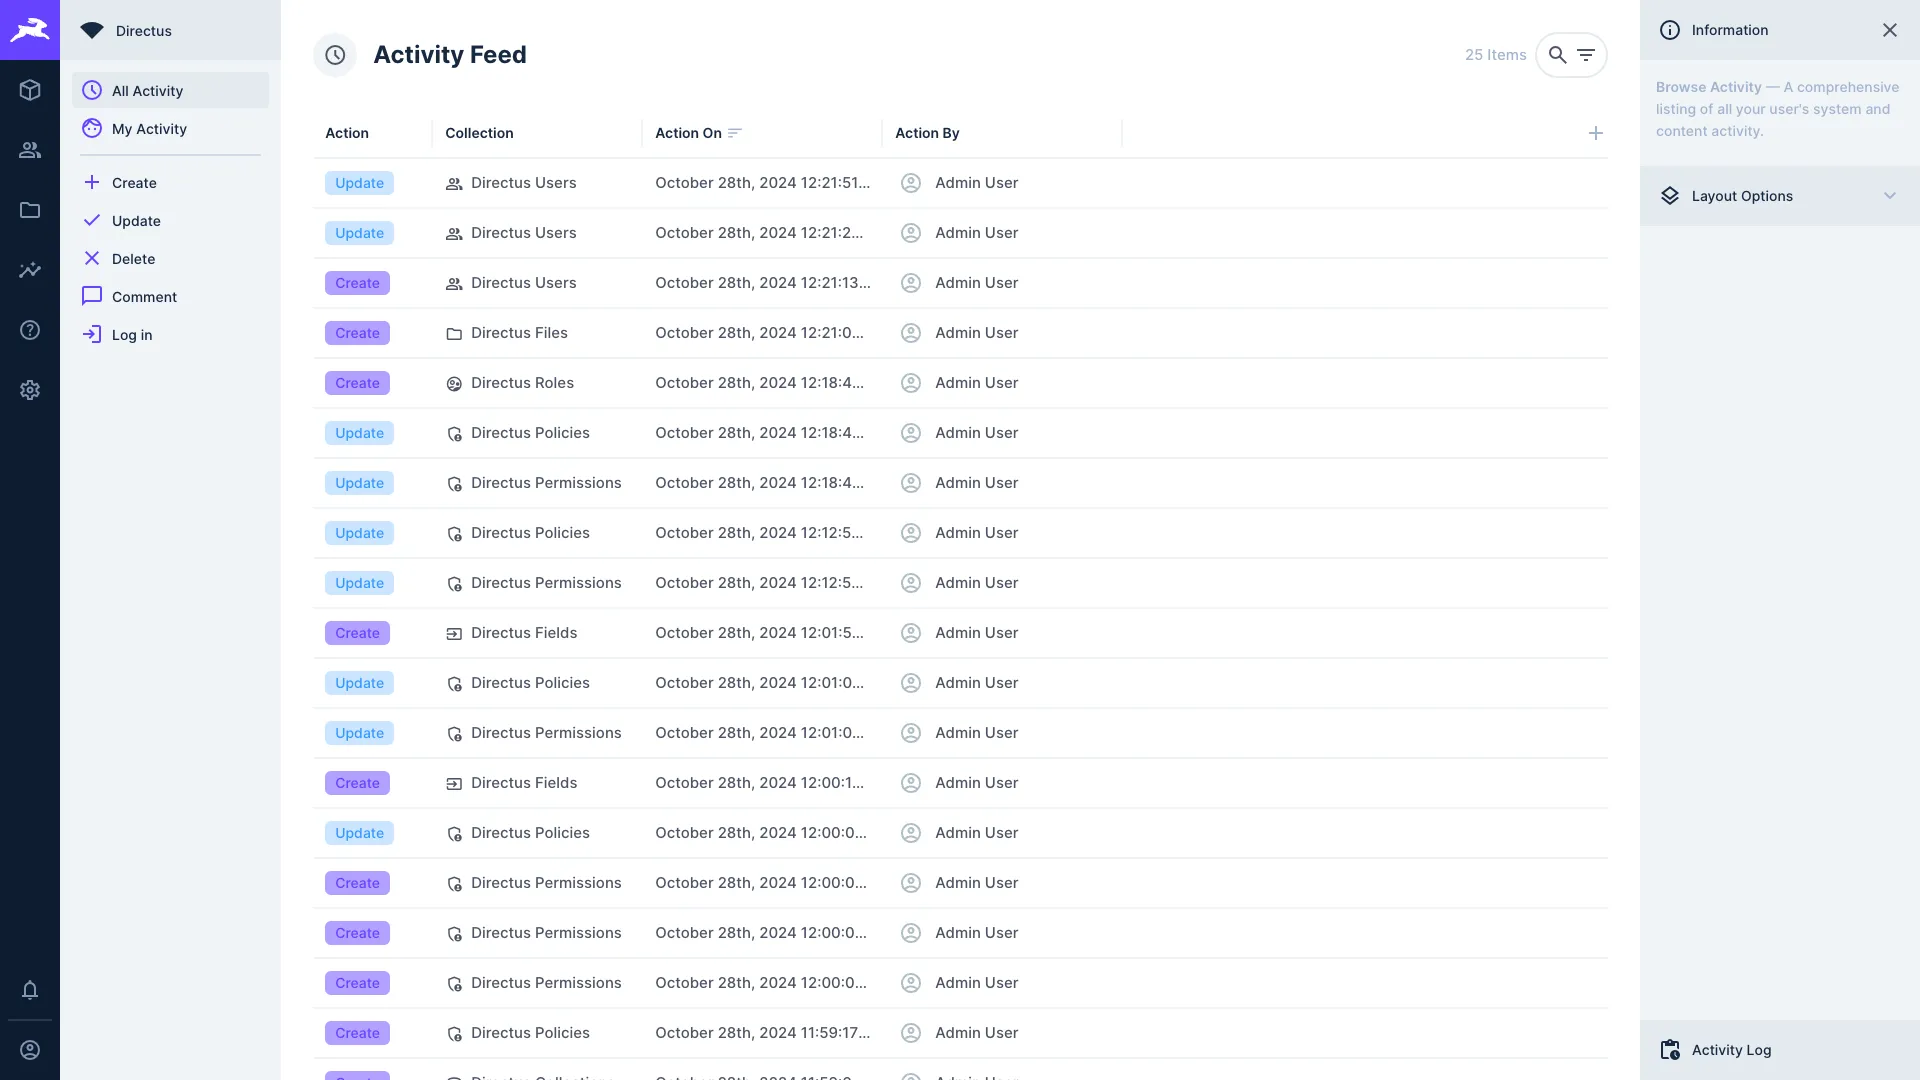 Directus
All Activity
My Activity
Create
Update
Delete
Comment
Log in
Activity Feed
25 Items
Action Collection Action On Action By
Update Directus Users October 28th, 2024 12:21:51... Admin User
Update Directus Users October 28th, 2024 12:21:2... Admin User
Create Directus Users October 28th, 2024 12:21:13... Admin User
Create Directus Files October 28th, 2024 12:21:0... Admin User
Create Directus Roles October 28th, 2024 12:18:4... Admin User
Update Directus Policies October 28th, 2024 12:18:4... Admin User
Update Directus Permissions October 28th, 2024 12:18:4... Admin User
Update Directus Policies October 28th, 2024 12:12:5... Admin User
Update Directus Permissions October 28th, 2024 12:12:5... Admin User
Create Directus Fields October 28th, 2024 12:01:5... Admin User
Update Directus Policies October 28th, 2024 12:01:0... Admin User
Update Directus Permissions October 28th, 2024 12:01:0... Admin User
Create Directus Fields October 28th, 2024 12:00:1... Admin User
Update Directus Policies October 28th, 2024 12:00:0... Admin User
Create Directus Permissions October 28th, 2024 12:00:0... Admin User
Create Directus Permissions October 28th, 2024 12:00:0... Admin User
Create Directus Permissions October 28th, 2024 12:00:0... Admin User
Create Directus Policies October 28th, 2024 11:59:17... Admin User
Information
Browse Activity — A comprehensive
listing of all your user's system and
content activity.
Layout Options
Activity Log